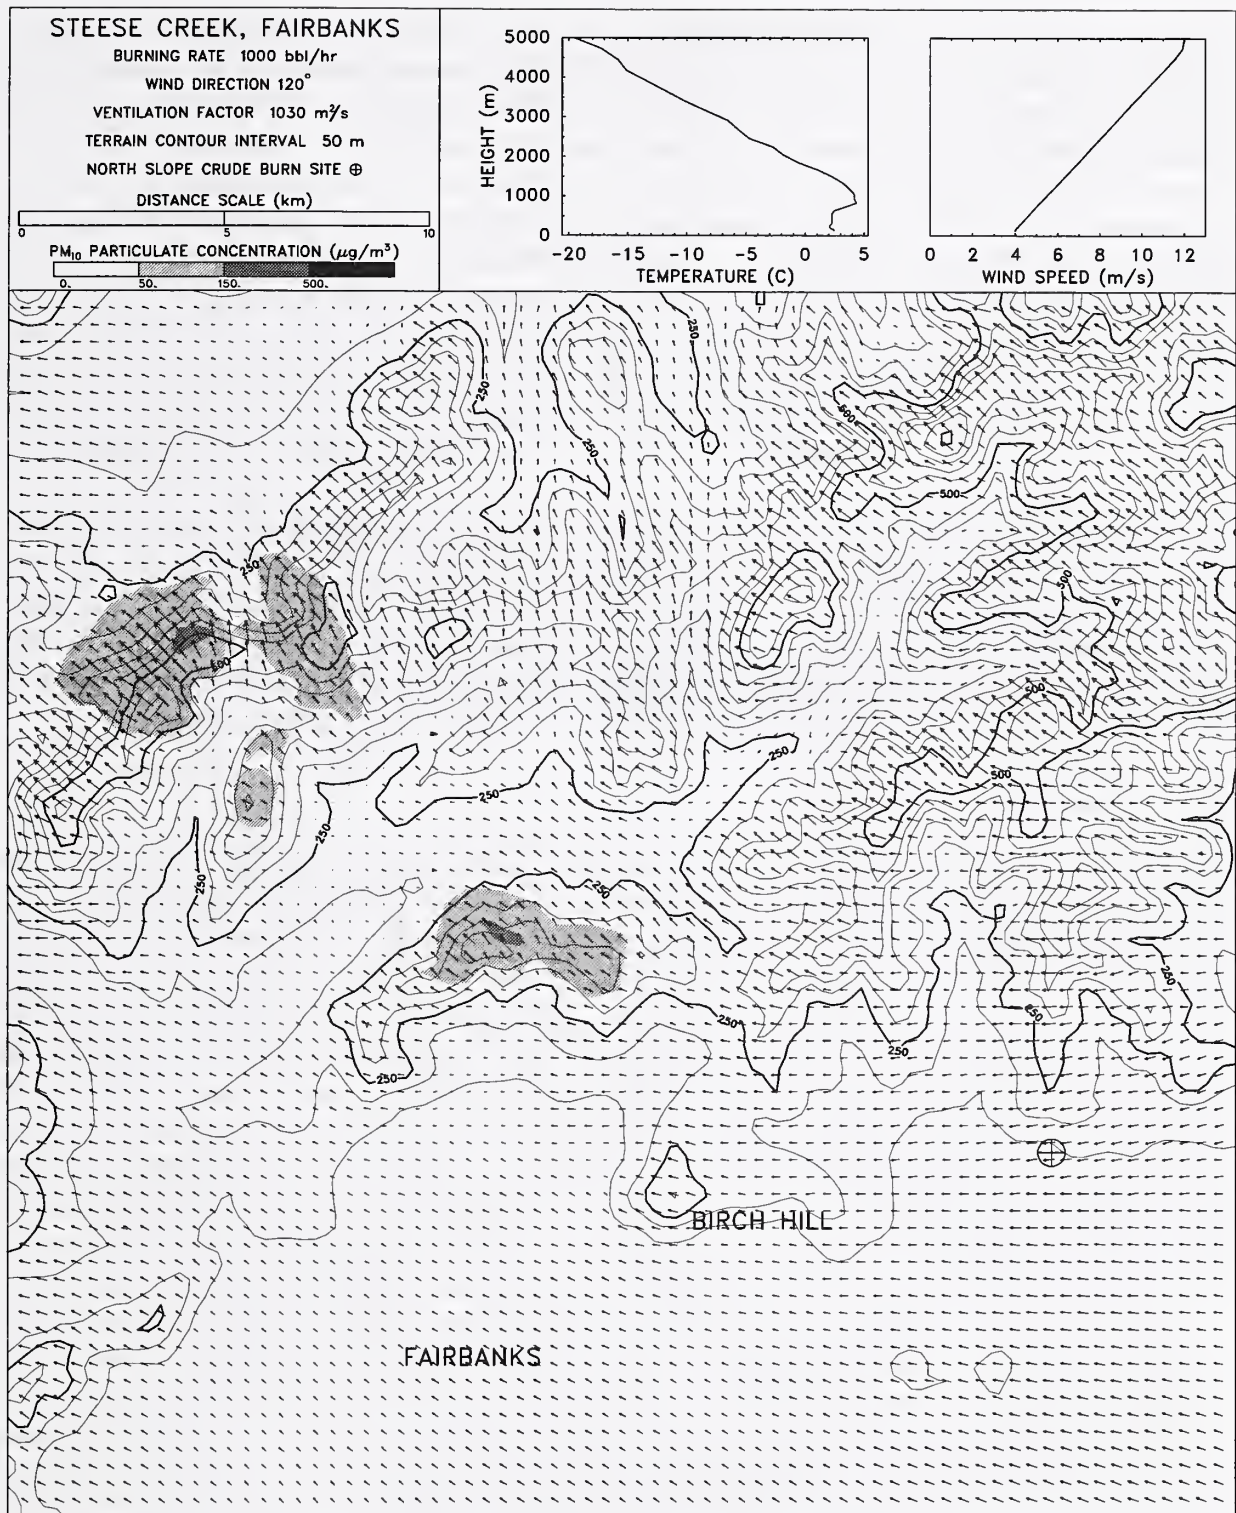 STEESE CREEK, FAIRBANKS
BURNING RATE 1000 bbl/hr
WIND DIRECTION 120°
VENTILATION FACTOR 1030 m²/s
TERRAIN CONTOUR INTERVAL 50 m
NORTH SLOPE CRUDE BURN SITE ⊕
DISTANCE SCALE (km)
0 5 10
PM₁₀ PARTICULATE CONCENTRATION (μg/m³)
0. 50. 150. 500.
HEIGHT (m)
5000
4000
3000
2000
1000
0
−20 −15 −10 −5 0 5
TEMPERATURE (C)
0 2 4 6 8 10 12
WIND SPEED (m/s)
250
250
250
500
250
500
500
250
500
500
250
250
500
250
250
250
250
250
250
250
250
BIRCH HILL
FAIRBANKS